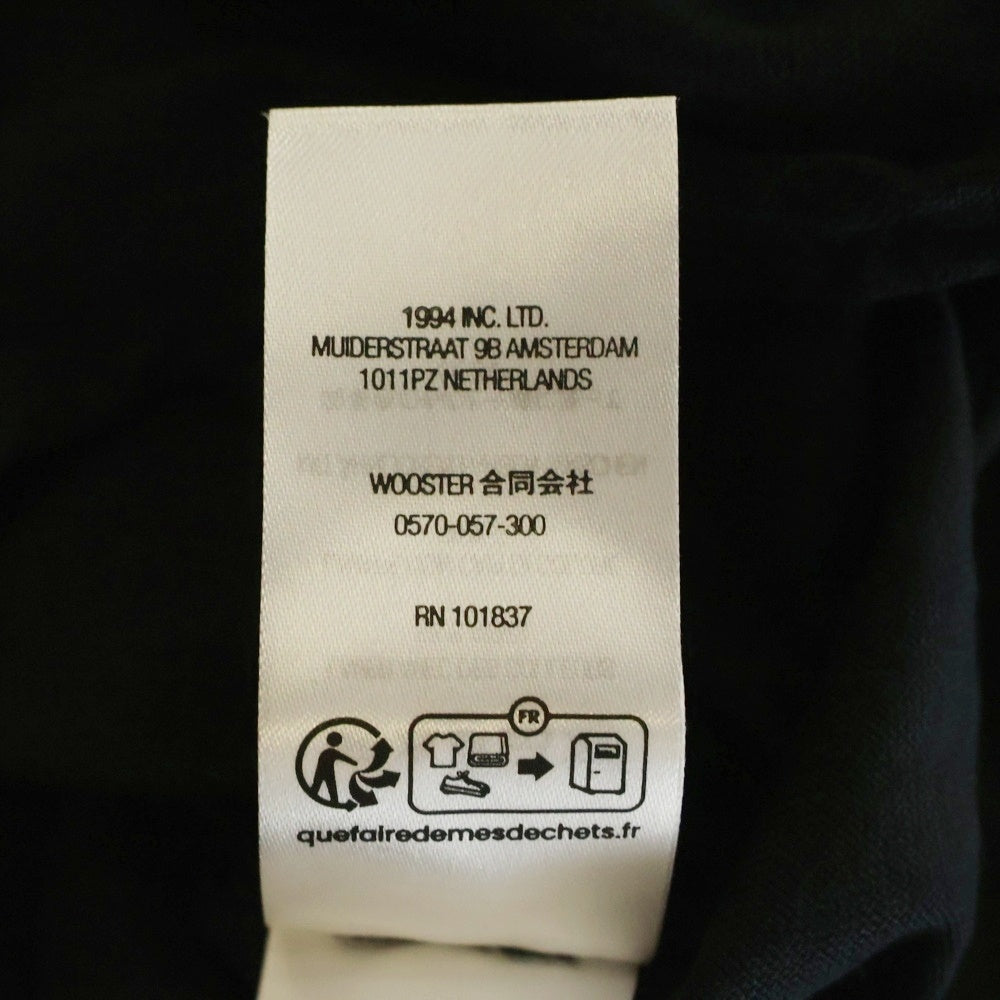 1994 INC. LTD.
MUIDERSTRAAT 9B AMSTERDAM
1011PZ NETHERLANDS
WOOSTER 合同会社
0570-057-300
RN 101837
FR
quefairedemesdechets.fr